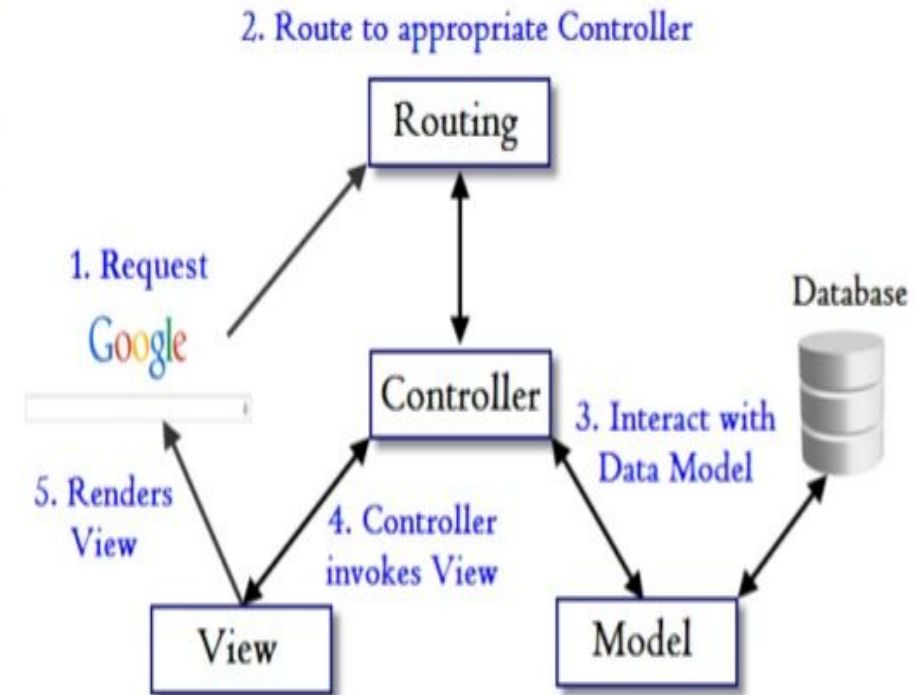 2. Route to appropriate Controller
Routing
1. Request
Google
Database
Controller
3. Interact with
Data Model
5. Renders
View
4. Controller
invokes View
View
Model